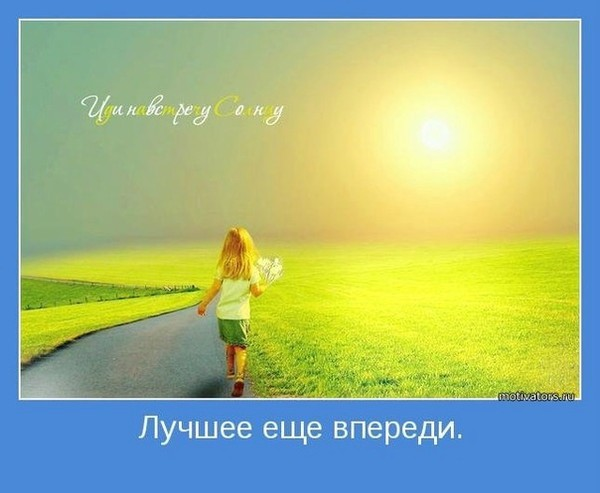 Иди навстречу Солнцу
motivators.ru
Лучшее еще впереди.